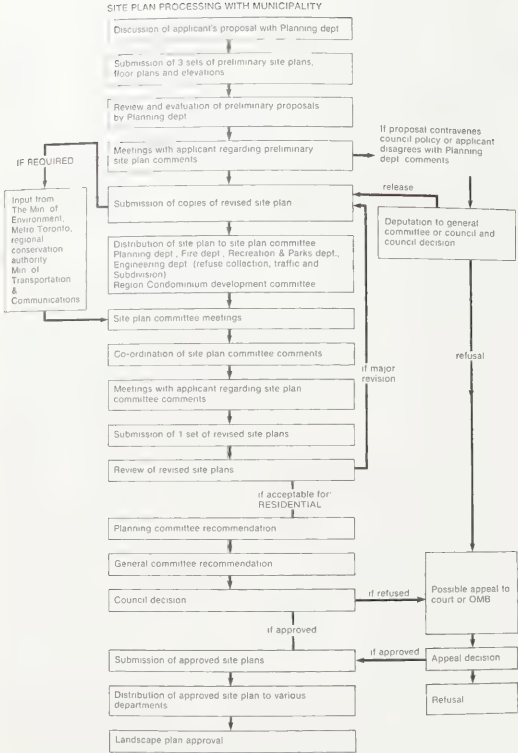 SITE PLAN PROCESSING WITH MUNICIPALITY
Discussion of applicant's proposal with Planning dept
Submission of 3 sets of preliminary site plans,
floor plans and elevations
Review and evaluation of preliminary proposals
by Planning dept
Meetings with applicant regarding preliminary
site plan comments
If proposal contravenes
council policy or applicant
disagrees with Planning
dept comments
IF REQUIRED
release
Submission of copies of revised site plan
Input from
The Min of
Environment,
Metro Toronto,
regional
conservation
authority
Min of
Transportation
&
Communications
Deputation to general
committee or council and
council decision
Distribution of site plan to site plan committee
Planning dept, Fire dept, Recreation & Parks dept.,
Engineering dept (refuse collection, traffic and
Subdivision)
Region Condominium development committee
Site plan committee meetings
Co-ordination of site plan committee comments
if major
revision
refusal
Meetings with applicant regarding site plan
committee comments
Submission of 1 set of revised site plans
Review of revised site plans
if acceptable for
RESIDENTIAL
Planning committee recommendation
General committee recommendation
Council decision
if refused
Possible appeal to
court or OMB
if approved
Submission of approved site plans
if approved
Appeal decision
Distribution of approved site plan to various
departments
Refusal
Landscape plan approval